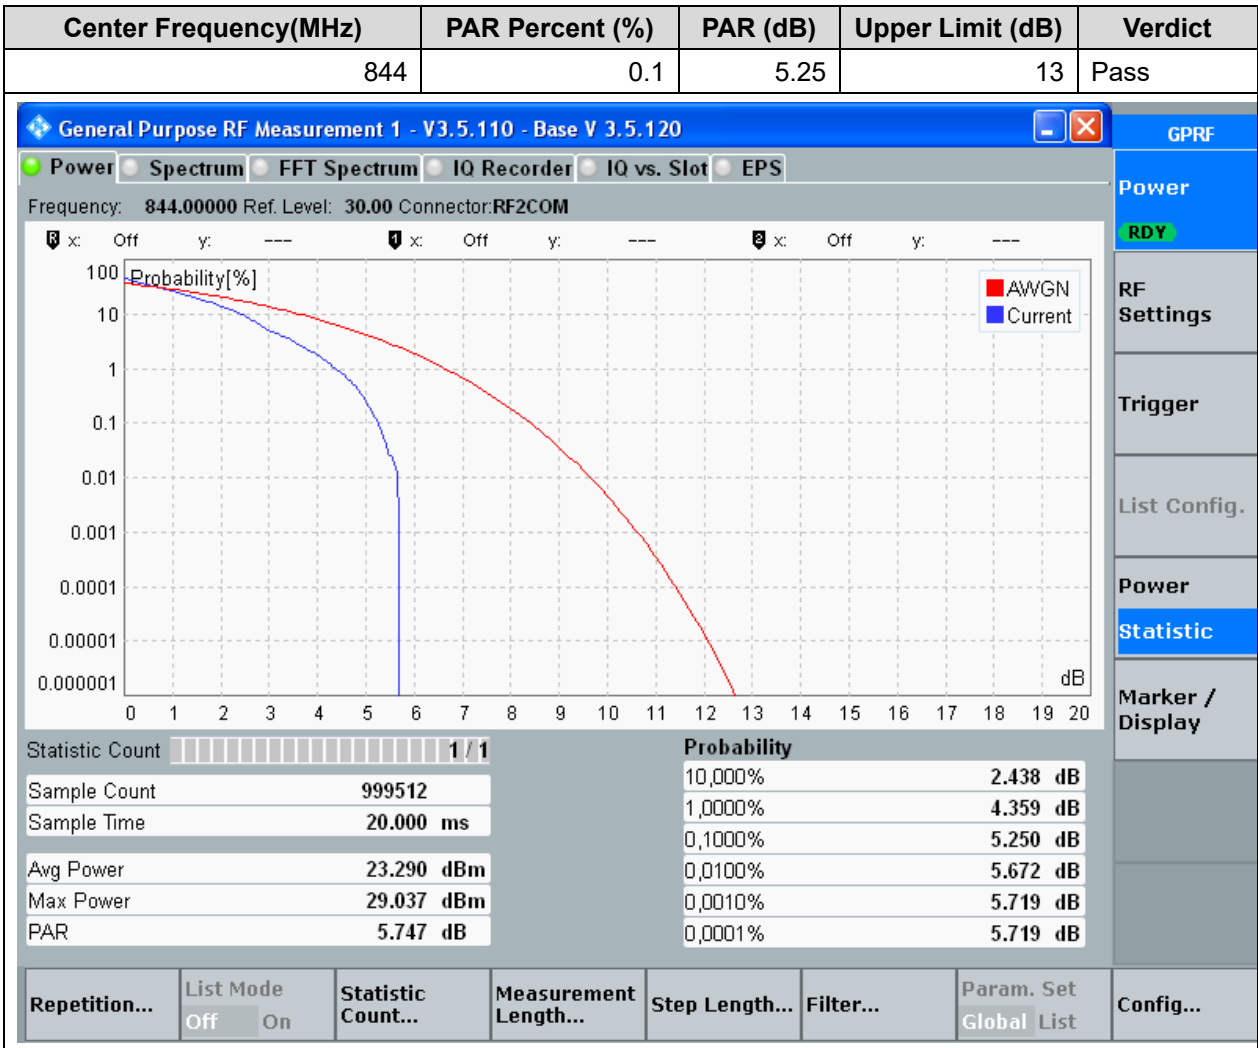 Center Frequency(MHz) PAR Percent (%) PAR (dB) Upper Limit (dB) Verdict
844 0.1 5.25 13 Pass
General Purpose RF Measurement 1 - V3.5.110 - Base V 3.5.120
GPRF
Power Spectrum FFT Spectrum IQ Recorder IQ vs. Slot EPS
Power
RDY
Frequency: 844.00000 Ref. Level: 30.00 Connector:RF2COM
R x: Off y: --- 1 x: Off y: --- 2 x: Off y: ---
Probability[%]
AWGN
Current
100
10
1
0.1
0.01
0.001
0.0001
0.00001
0.000001
dB
0 1 2 3 4 5 6 7 8 9 10 11 12 13 14 15 16 17 18 19 20
RF
Settings
Trigger
List Config.
Power
Statistic
Marker /
Display
Statistic Count 1 / 1
Sample Count 999512
Sample Time 20.000 ms
Avg Power 23.290 dBm
Max Power 29.037 dBm
PAR 5.747 dB
Probability
10,000% 2.438 dB
1,0000% 4.359 dB
0,1000% 5.250 dB
0,0100% 5.672 dB
0,0010% 5.719 dB
0,0001% 5.719 dB
Repetition...
List Mode
Off On
Statistic
Count...
Measurement
Length...
Step Length...
Filter...
Param. Set
Global List
Config...